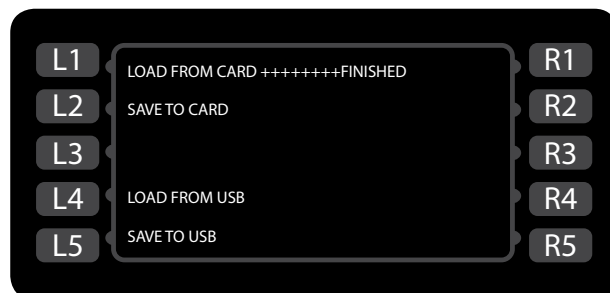 L1 LOAD FROM CARD ++++++++FINISHED R1
L2 SAVE TO CARD R2
L3 R3
L4 LOAD FROM USB R4
L5 SAVE TO USB R5